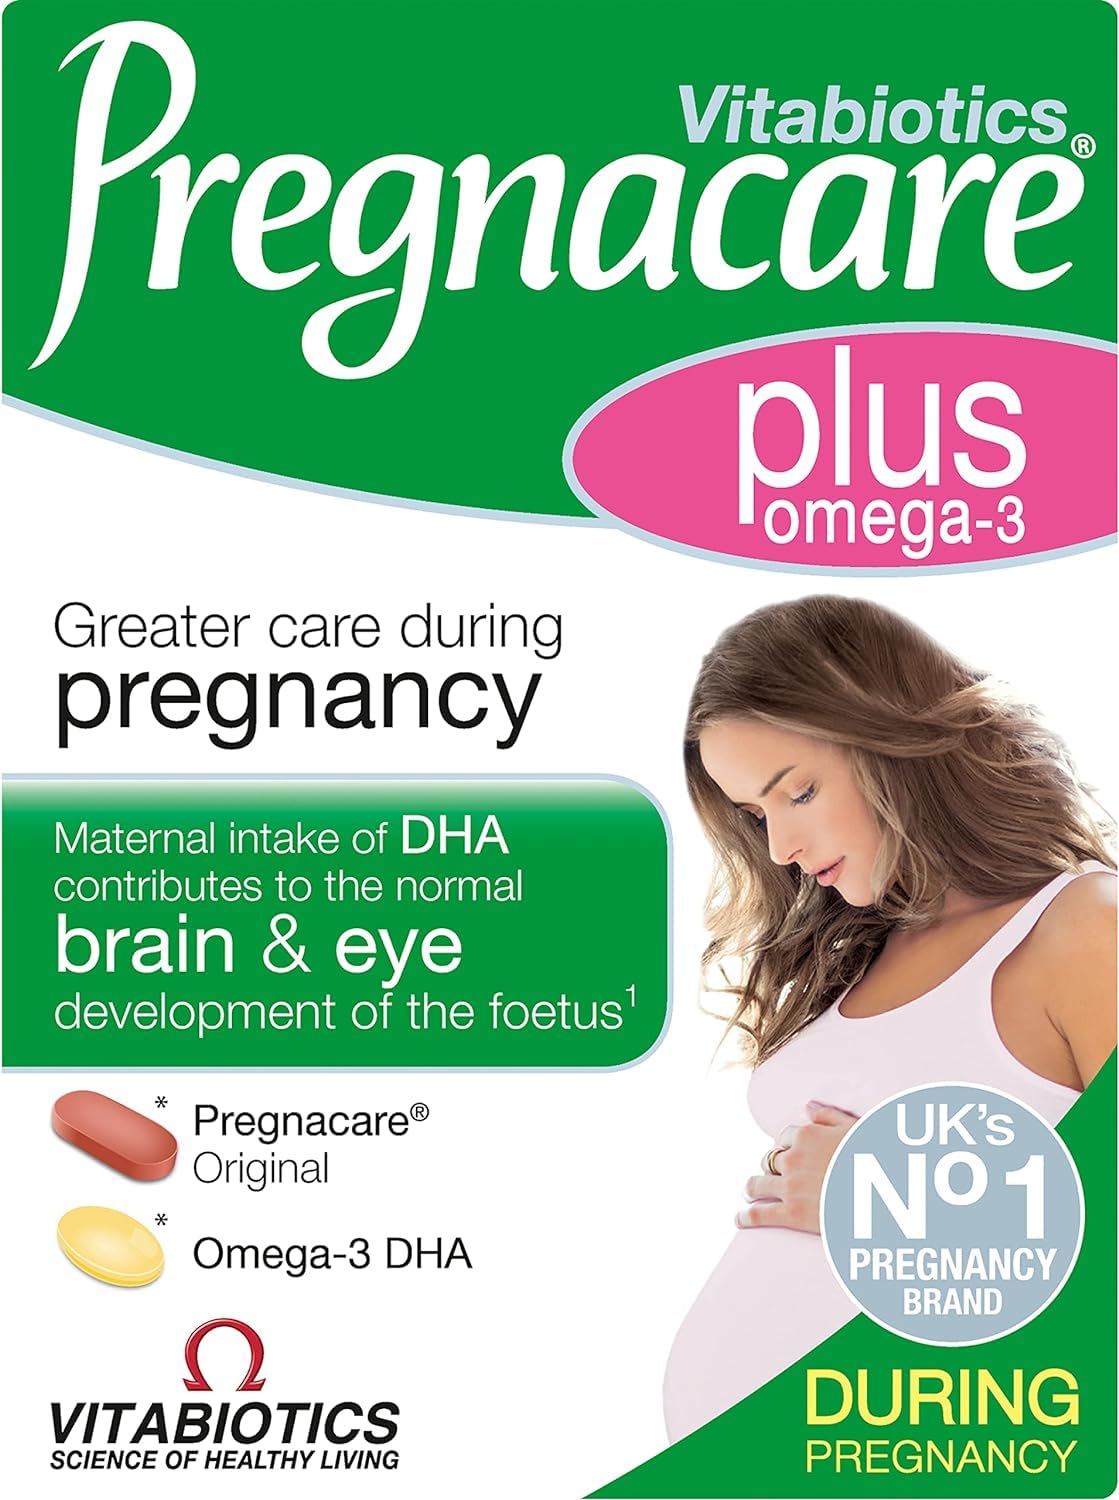 Vitabiotics
Pregnacare®
plus
omega-3
Greater care during
pregnancy
Maternal intake of DHA
contributes to the normal
brain & eye
development of the foetus¹
* Pregnacare®
Original
* Omega-3 DHA
UK's
Nº1
PREGNANCY
BRAND
VITABIOTICS
SCIENCE OF HEALTHY LIVING
DURING
PREGNANCY